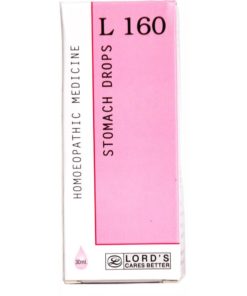 L 160
STOMACH DROPS
HOMOEOPATHIC MEDICINE
30ml.
LORD'S
CARES BETTER